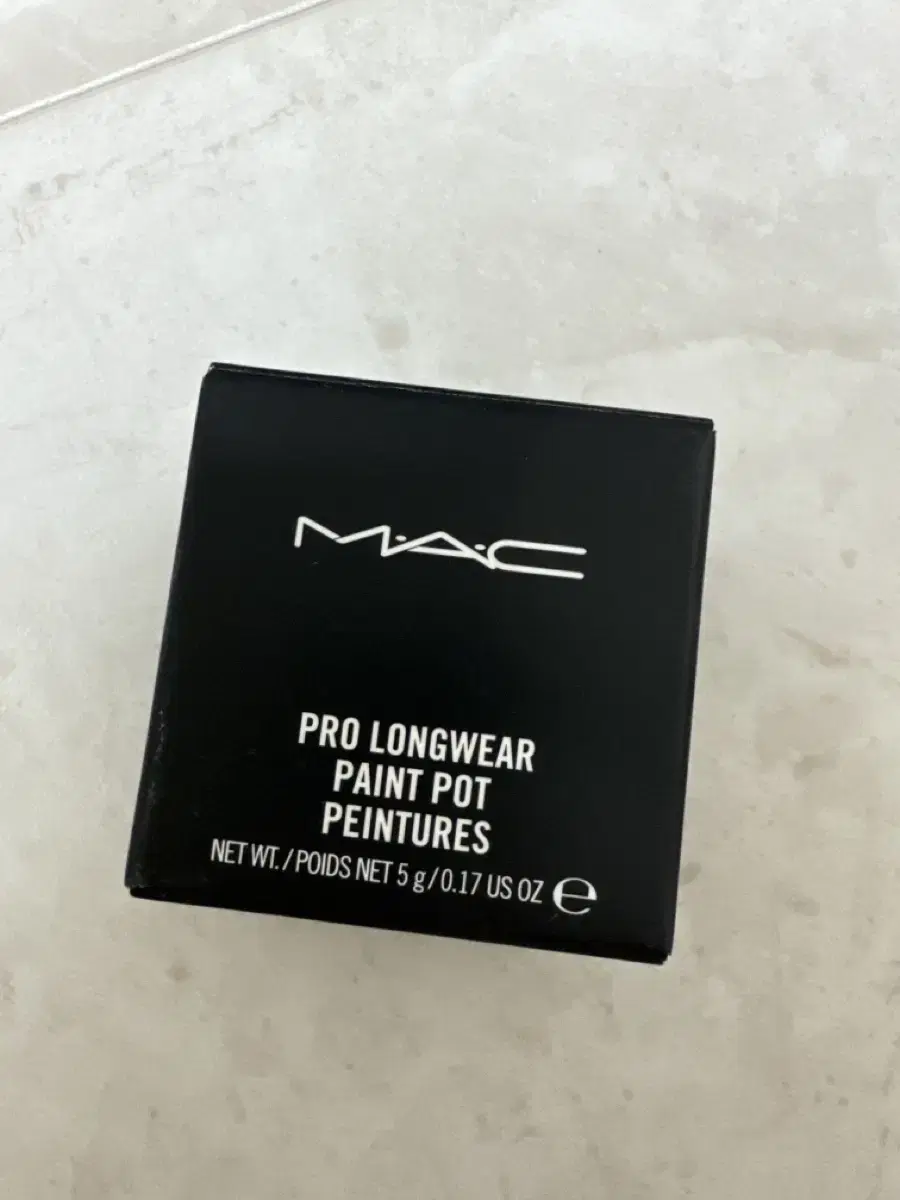 M·A·C
PRO LONGWEAR
PAINT POT
PEINTURES
NET WT. / POIDS NET 5 g / 0.17 US OZ ℮